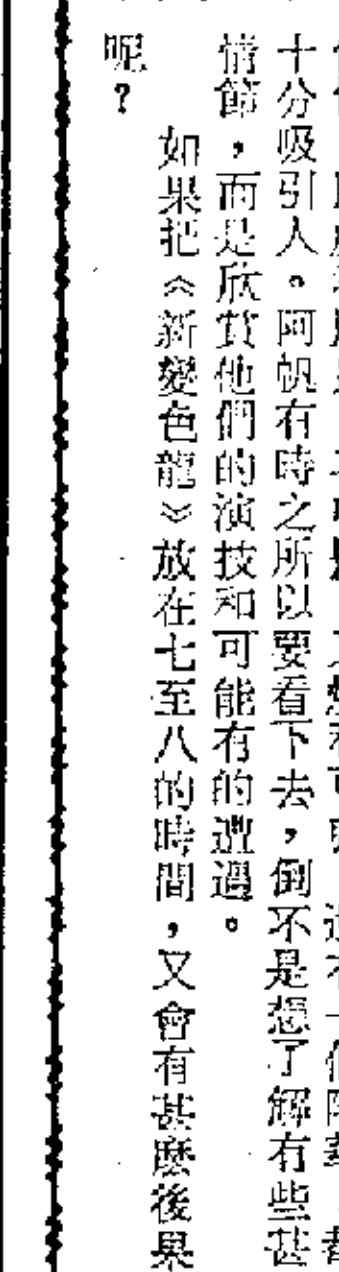 十分吸引人。阿帆有時之所以要看下去，倒不是想了解有些甚
情節，而是欣賞他們的演技和可能有的遭遇。
如果把《新變色龍》放在七至八的時間，又會有甚麽後果
呢？